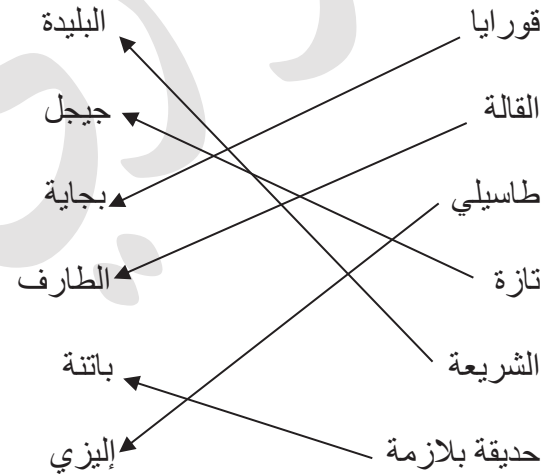 قورايا البليدة
القالة جيجل
طاسيلي بجاية
تازة الطارف
الشريعة باتنة
حديقة بلازمة إليزي